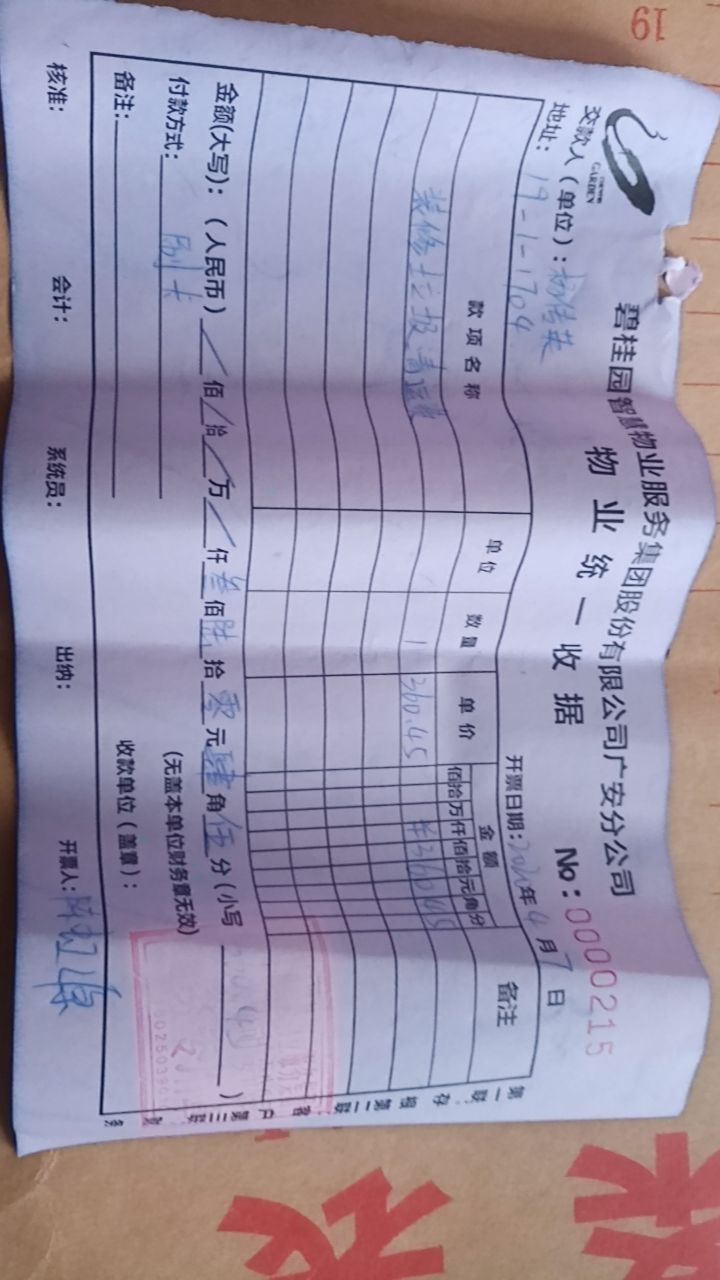 19
COUNTRY GARDEN
碧桂园智慧物业服务集团股份有限公司广安分公司
物业统一收据
No: 0000215
交款人（单位）：
地址：19-1-1704
开票日期： 年4月7日
款项名称 单位 数量 单价 金额 备注
佰拾万仟佰拾元角分
装修垃圾清运费 1 360.45 ¥36045
金额(大写)：（人民币） 佰 拾 万 仟叁佰陆拾零元肆角伍分(小写 )
付款方式：刷卡
(无盖本单位财务章无效)
备注：
收款单位（盖章）：
核准： 会计： 系统员： 出纳： 开票人：
第一联：存根 第二联：客户 第三联：财务